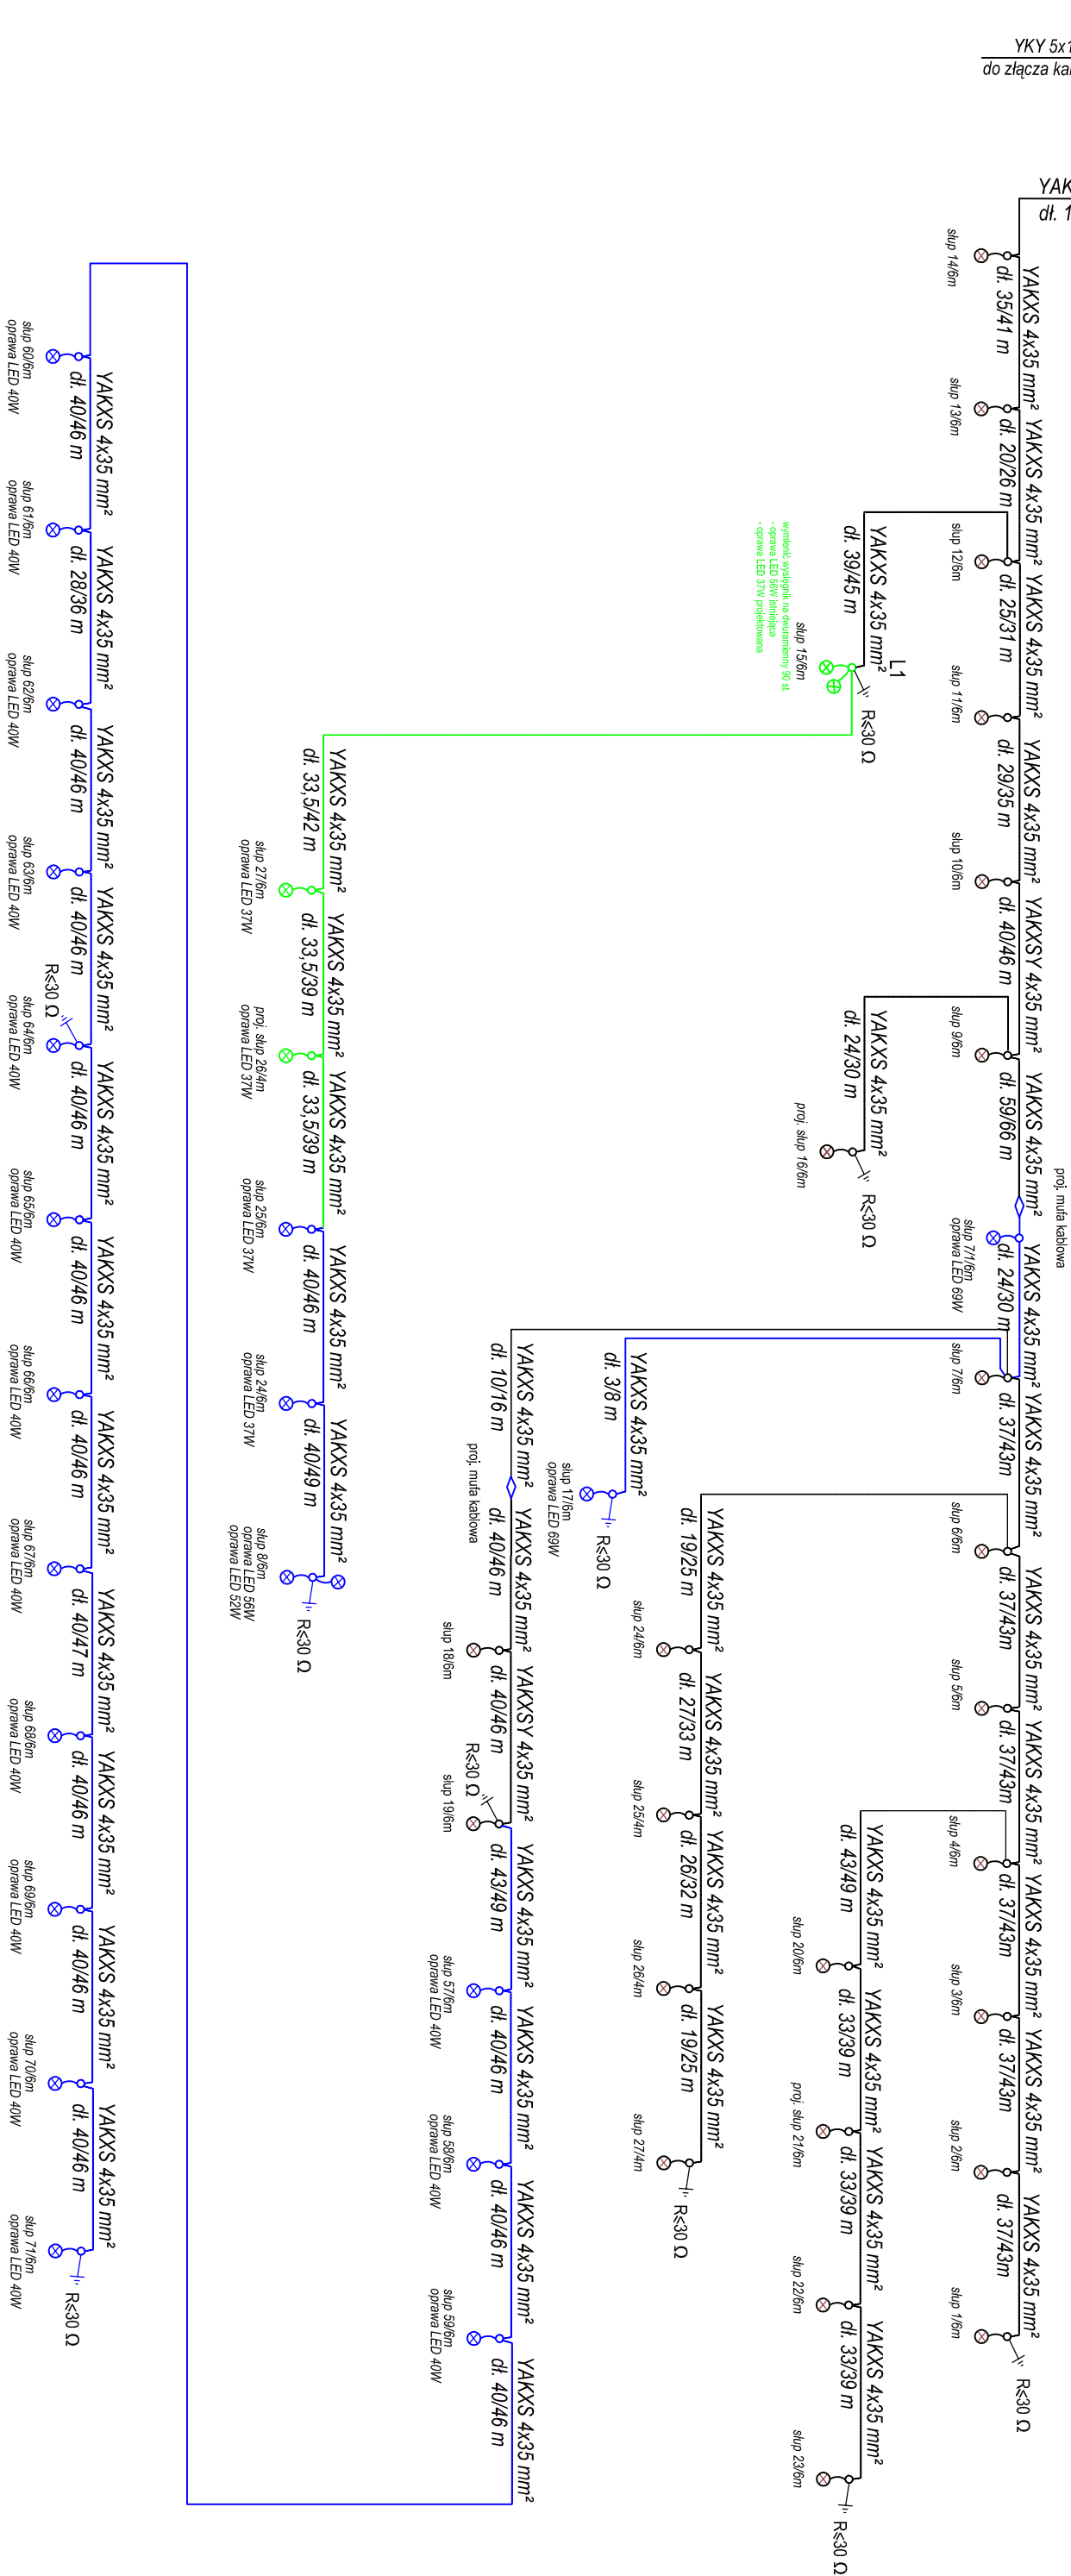 YKY 5x1
do złącza ka
YAK
dł. 1
słup 14/6m
YAKXS 4x35 mm²
dł. 35/41 m
słup 13/6m
YAKXS 4x35 mm²
dł. 20/26 m
słup 12/6m
YAKXS 4x35 mm²
dł. 25/31 m
słup 11/6m
YAKXS 4x35 mm²
dł. 29/35 m
słup 10/6m
YAKXSY 4x35 mm²
dł. 40/46 m
słup 9/6m
YAKXS 4x35 mm²
dł. 59/66 m
proj. mufa kablowa
słup 7/1/6m
oprawa LED 69W
YAKXS 4x35 mm²
dł. 24/30 m
słup 7/6m
YAKXS 4x35 mm²
dł. 37/43m
słup 6/6m
YAKXS 4x35 mm²
dł. 37/43m
słup 5/6m
YAKXS 4x35 mm²
dł. 37/43m
słup 4/6m
YAKXS 4x35 mm²
dł. 37/43m
słup 3/6m
YAKXS 4x35 mm²
dł. 37/43m
słup 2/6m
YAKXS 4x35 mm²
dł. 37/43m
słup 1/6m
R≤30 Ω
YAKXS 4x35 mm²
dł. 39/45 m
L1
słup 15/6m
R≤30 Ω
wymienić wysięgnik na dwuramienny 90 st.
- oprawa LED 56W istniejąca
- oprawa LED 37W projektowana
YAKXS 4x35 mm²
dł. 24/30 m
proj. słup 16/6m
R≤30 Ω
YAKXS 4x35 mm²
dł. 43/49 m
słup 20/6m
YAKXS 4x35 mm²
dł. 33/39 m
proj. słup 21/6m
YAKXS 4x35 mm²
dł. 33/39 m
słup 22/6m
YAKXS 4x35 mm²
dł. 33/39 m
słup 23/6m
R≤30 Ω
YAKXS 4x35 mm²
dł. 19/25 m
słup 24/6m
YAKXS 4x35 mm²
dł. 27/33 m
słup 25/4m
YAKXS 4x35 mm²
dł. 26/32 m
słup 26/4m
YAKXS 4x35 mm²
dł. 19/25 m
słup 27/4m
R≤30 Ω
YAKXS 4x35 mm²
dł. 3/8 m
słup 17/6m
oprawa LED 69W
R≤30 Ω
YAKXS 4x35 mm²
dł. 10/16 m
proj. mufa kablowa
YAKXS 4x35 mm²
dł. 40/46 m
słup 18/6m
YAKXSY 4x35 mm²
dł. 40/46 m
R≤30 Ω
słup 19/6m
YAKXS 4x35 mm²
dł. 43/49 m
słup 57/6m
oprawa LED 40W
YAKXS 4x35 mm²
dł. 40/46 m
słup 58/6m
oprawa LED 40W
YAKXS 4x35 mm²
dł. 40/46 m
słup 59/6m
oprawa LED 40W
YAKXS 4x35 mm²
dł. 40/46 m
YAKXS 4x35 mm²
dł. 33,5/42 m
słup 27/6m
oprawa LED 37W
YAKXS 4x35 mm²
dł. 33,5/39 m
proj. słup 26/4m
oprawa LED 37W
YAKXS 4x35 mm²
dł. 33,5/39 m
słup 25/6m
oprawa LED 37W
YAKXS 4x35 mm²
dł. 40/46 m
słup 24/6m
oprawa LED 37W
YAKXS 4x35 mm²
dł. 40/49 m
słup 8/6m
oprawa LED 56W
oprawa LED 52W
R≤30 Ω
słup 60/6m
oprawa LED 40W
YAKXS 4x35 mm²
dł. 40/46 m
słup 61/6m
oprawa LED 40W
YAKXS 4x35 mm²
dł. 28/36 m
słup 62/6m
oprawa LED 40W
YAKXS 4x35 mm²
dł. 40/46 m
słup 63/6m
oprawa LED 40W
YAKXS 4x35 mm²
dł. 40/46 m
R≤30 Ω
słup 64/6m
oprawa LED 40W
YAKXS 4x35 mm²
dł. 40/46 m
słup 65/6m
oprawa LED 40W
YAKXS 4x35 mm²
dł. 40/46 m
słup 66/6m
oprawa LED 40W
YAKXS 4x35 mm²
dł. 40/46 m
słup 67/6m
oprawa LED 40W
YAKXS 4x35 mm²
dł. 40/47 m
słup 68/6m
oprawa LED 40W
YAKXS 4x35 mm²
dł. 40/46 m
słup 69/6m
oprawa LED 40W
YAKXS 4x35 mm²
dł. 40/46 m
słup 70/6m
oprawa LED 40W
YAKXS 4x35 mm²
dł. 40/46 m
słup 71/6m
oprawa LED 40W
R≤30 Ω